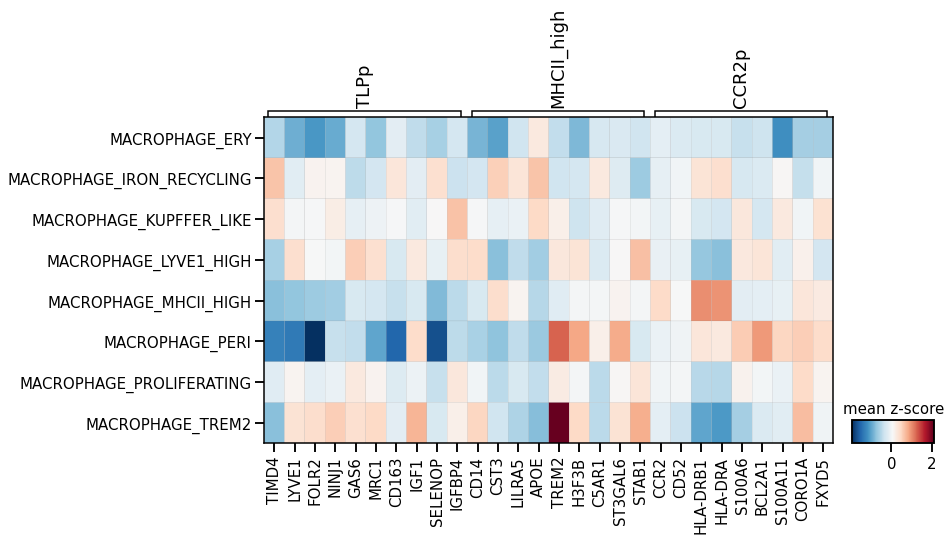 TLPp
MHCII_high
CCR2p
MACROPHAGE_ERY
MACROPHAGE_IRON_RECYCLING
MACROPHAGE_KUPFFER_LIKE
MACROPHAGE_LYVE1_HIGH
MACROPHAGE_MHCII_HIGH
MACROPHAGE_PERI
MACROPHAGE_PROLIFERATING
MACROPHAGE_TREM2
TIMD4
LYVE1
FOLR2
NINJ1
GAS6
MRC1
CD163
IGF1
SELENOP
IGFBP4
CD14
CST3
LILRA5
APOE
TREM2
H3F3B
C5AR1
ST3GAL6
STAB1
CCR2
CD52
HLA-DRB1
HLA-DRA
S100A6
BCL2A1
S100A11
CORO1A
FXYD5
mean z-score
0 2